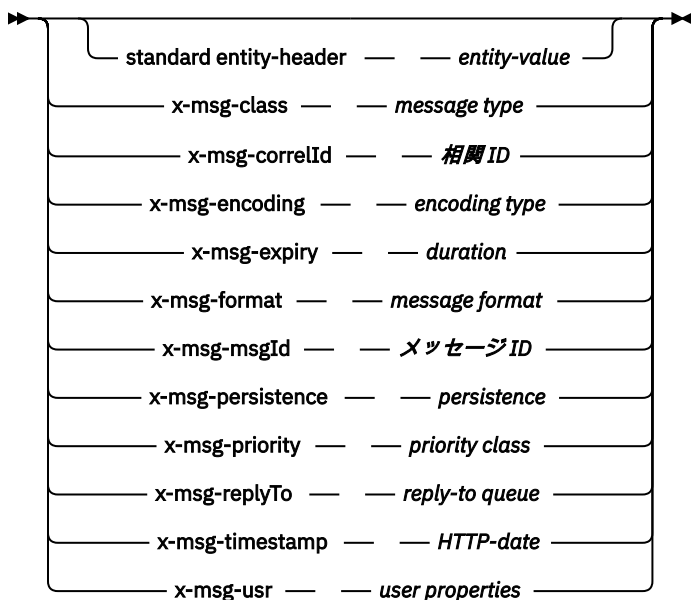 standard entity-header entity-value
x-msg-class message type
x-msg-correlId 相関 ID
x-msg-encoding encoding type
x-msg-expiry duration
x-msg-format message format
x-msg-msgId メッセージ ID
x-msg-persistence persistence
x-msg-priority priority class
x-msg-replyTo reply-to queue
x-msg-timestamp HTTP-date
x-msg-usr user properties